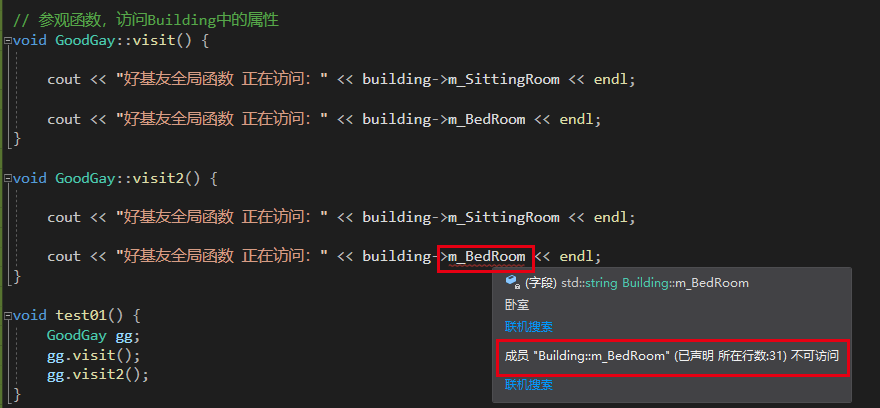 // 参观函数，访问Building中的属性
void GoodGay::visit() {
cout << "好基友全局函数 正在访问：" << building->m_SittingRoom << endl;
cout << "好基友全局函数 正在访问：" << building->m_BedRoom << endl;
}
void GoodGay::visit2() {
cout << "好基友全局函数 正在访问：" << building->m_SittingRoom << endl;
cout << "好基友全局函数 正在访问：" << building->m_BedRoom << endl;
}
(字段) std::string Building::m_BedRoom
卧室
联机搜索
成员 "Building::m_BedRoom" (已声明 所在行数:31) 不可访问
联机搜索
void test01() {
GoodGay gg;
gg.visit();
gg.visit2();
}